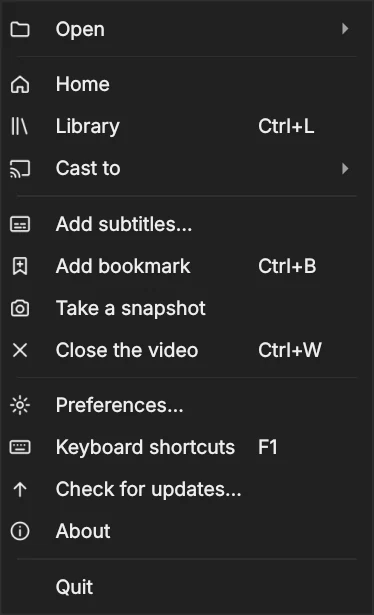 Open
Home
Library Ctrl+L
Cast to
Add subtitles...
Add bookmark Ctrl+B
Take a snapshot
Close the video Ctrl+W
Preferences...
Keyboard shortcuts F1
Check for updates...
About
Quit